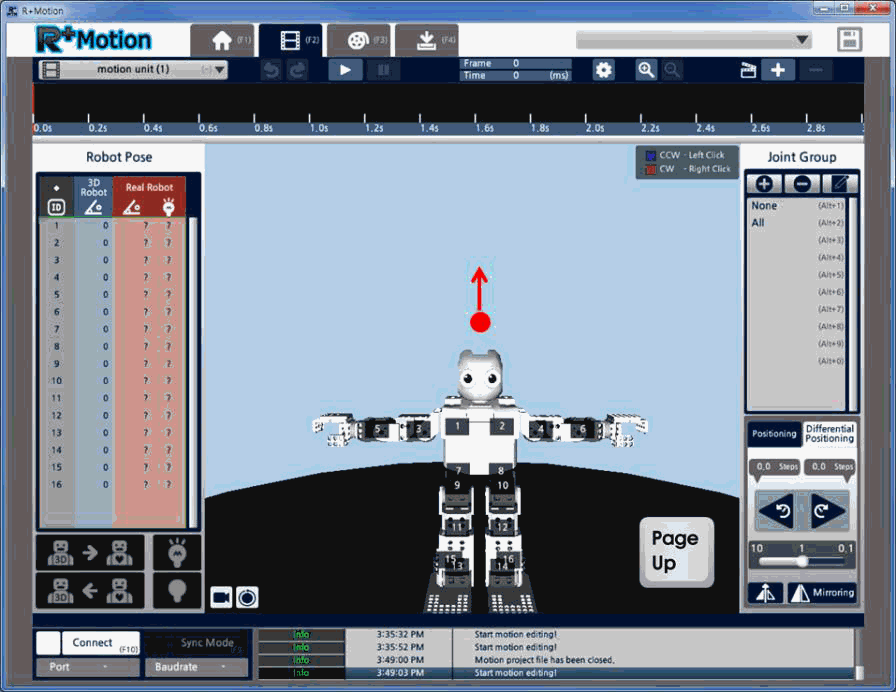 R+Motion
R+Motion
(F1)
(F2)
(F3)
(F4)
motion unit (1)
Frame 0
Time 0 (ms)
0.0s 0.2s 0.4s 0.6s 0.8s 1.0s 1.2s 1.4s 1.6s 1.8s 2.0s 2.2s 2.4s 2.6s 2.8s
Robot Pose
3D Robot
Real Robot
ID
1 0 ? ?
2 0 ? ?
3 0 ? ?
4 0 ? ?
5 0 ? ?
6 0 ? ?
7 0 ? ?
8 0 ? ?
9 0 ? ?
10 0 ? ?
11 0 ? ?
12 0 ? ?
13 0 ? ?
14 0 ? ?
15 0 ? ?
16 0 ? ?
3D
3D
CCW - Left Click
CW - Right Click
5 3 1 2 4 6
7 8
9 10
11 12
15 16
13 14
Page
Up
Joint Group
None (Alt+1)
All (Alt+2)
(Alt+3)
(Alt+4)
(Alt+5)
(Alt+6)
(Alt+7)
(Alt+8)
(Alt+9)
(Alt+0)
Positioning
Differential
Positioning
0.0 Steps 0.0 Steps
10 1 0.1
Mirroring
Connect (F10)
Sync Mode
Port
Baudrate
Info 3:35:32 PM Start motion editing!
Info 3:35:52 PM Start motion editing!
Info 3:49:00 PM Motion project file has been closed.
Info 3:49:03 PM Start motion editing!